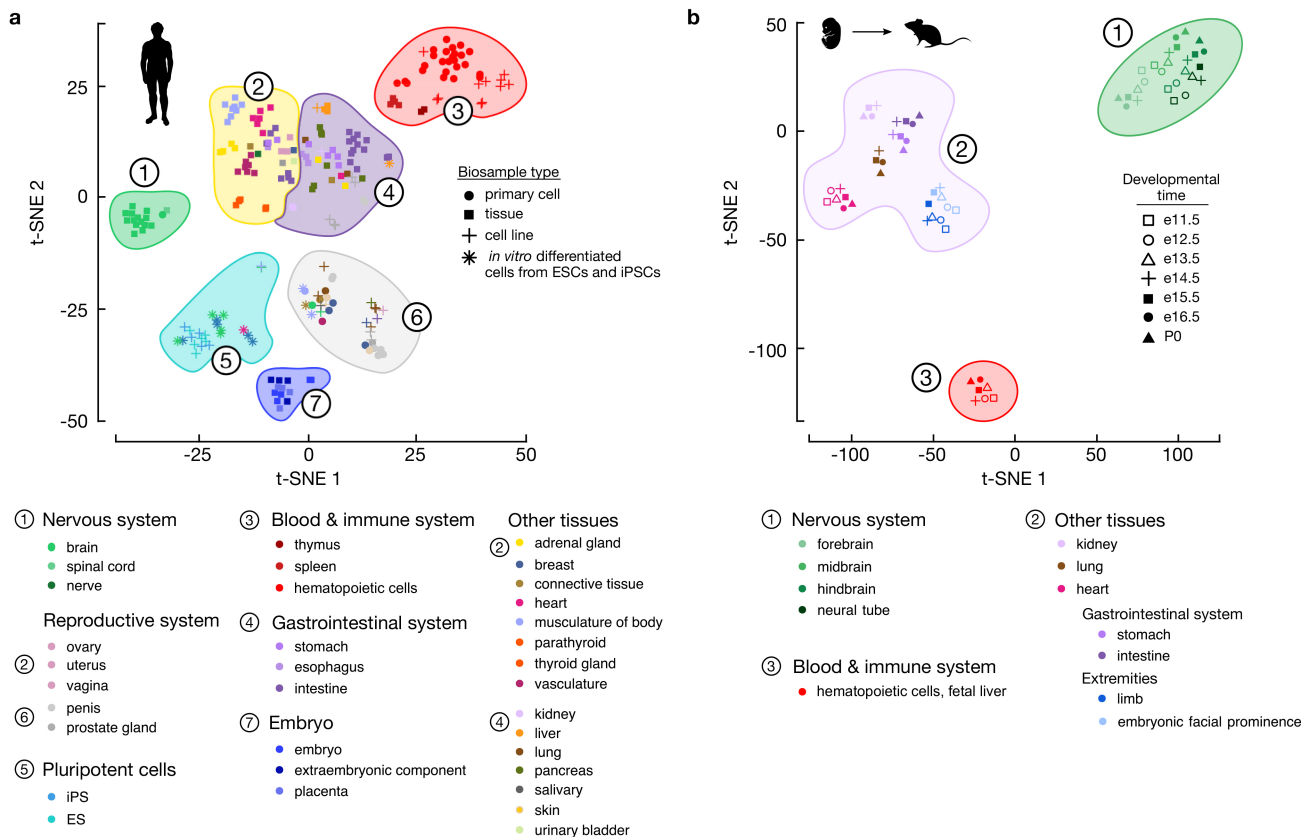 a
t-SNE 2
25
0
-25
-50
-25
0
25
50
t-SNE 1
1
2
3
4
5
6
7
Biosample type
primary cell
tissue
cell line
in vitro differentiated
cells from ESCs and iPSCs
1 Nervous system
brain
spinal cord
nerve
Reproductive system
ovary
2 uterus
vagina
penis
6
prostate gland
5 Pluripotent cells
iPS
ES
3 Blood & immune system
thymus
spleen
hematopoietic cells
4 Gastrointestinal system
stomach
esophagus
intestine
7 Embryo
embryo
extraembryonic component
placenta
Other tissues
2 adrenal gland
breast
connective tissue
heart
musculature of body
parathyroid
thyroid gland
vasculature
4 kidney
liver
lung
pancreas
salivary
skin
urinary bladder
b
t-SNE 2
50
0
-50
-100
-100
-50
0
50
100
t-SNE 1
1
2
3
Developmental
time
e11.5
e12.5
e13.5
e14.5
e15.5
e16.5
P0
1 Nervous system
forebrain
midbrain
hindbrain
neural tube
3 Blood & immune system
hematopoietic cells, fetal liver
2 Other tissues
kidney
lung
heart
Gastrointestinal system
stomach
intestine
Extremities
limb
embryonic facial prominence